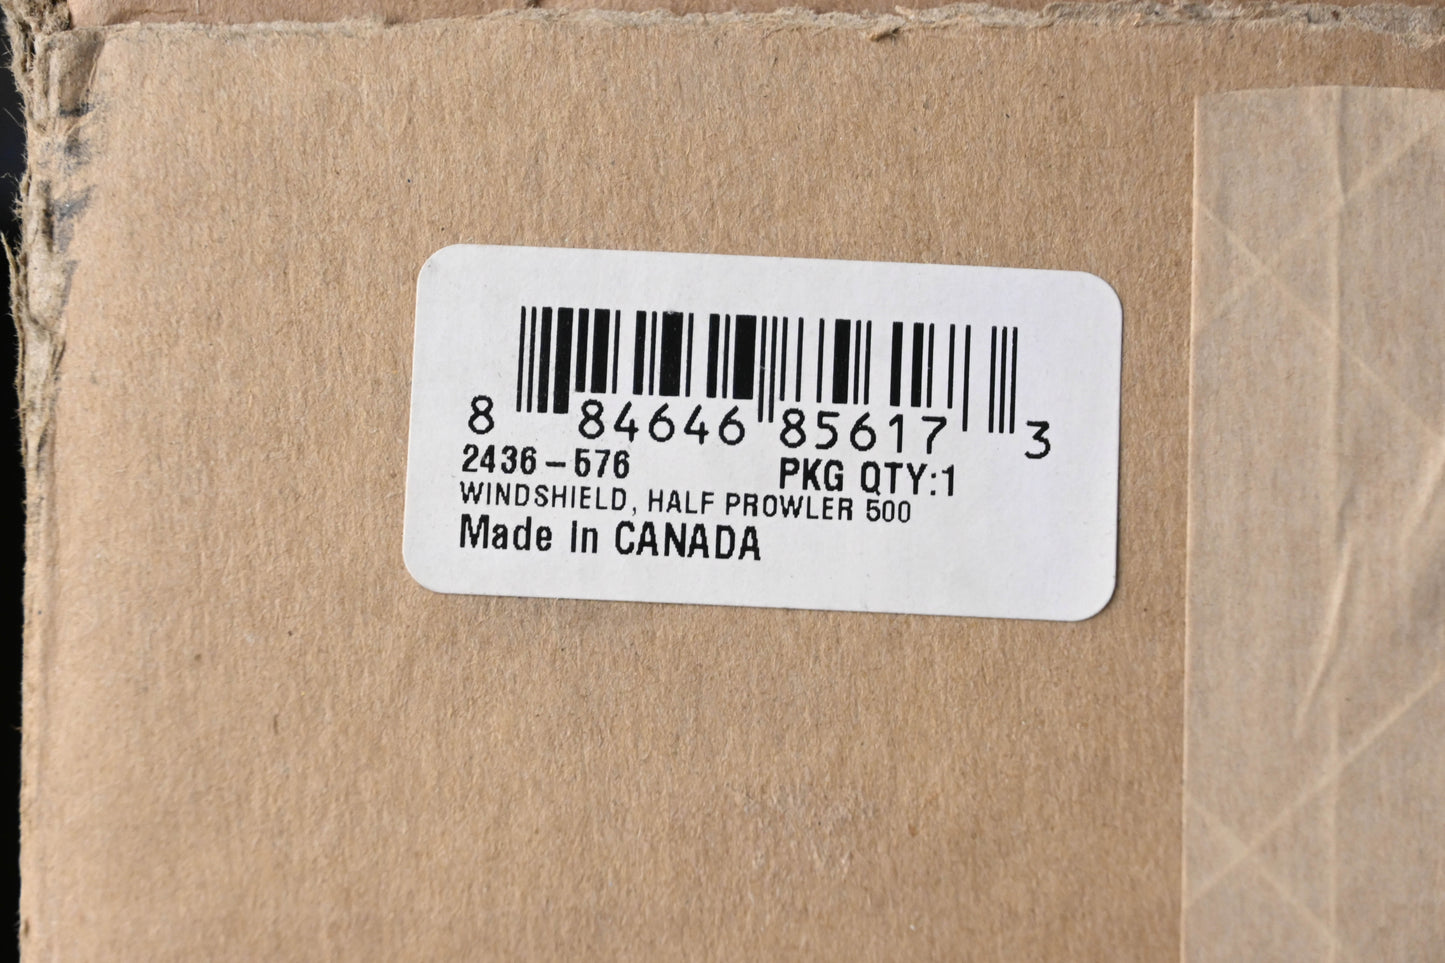 8 84646 85617 3
2436-576 PKG QTY:1
WINDSHIELD, HALF PROWLER 500
Made In CANADA